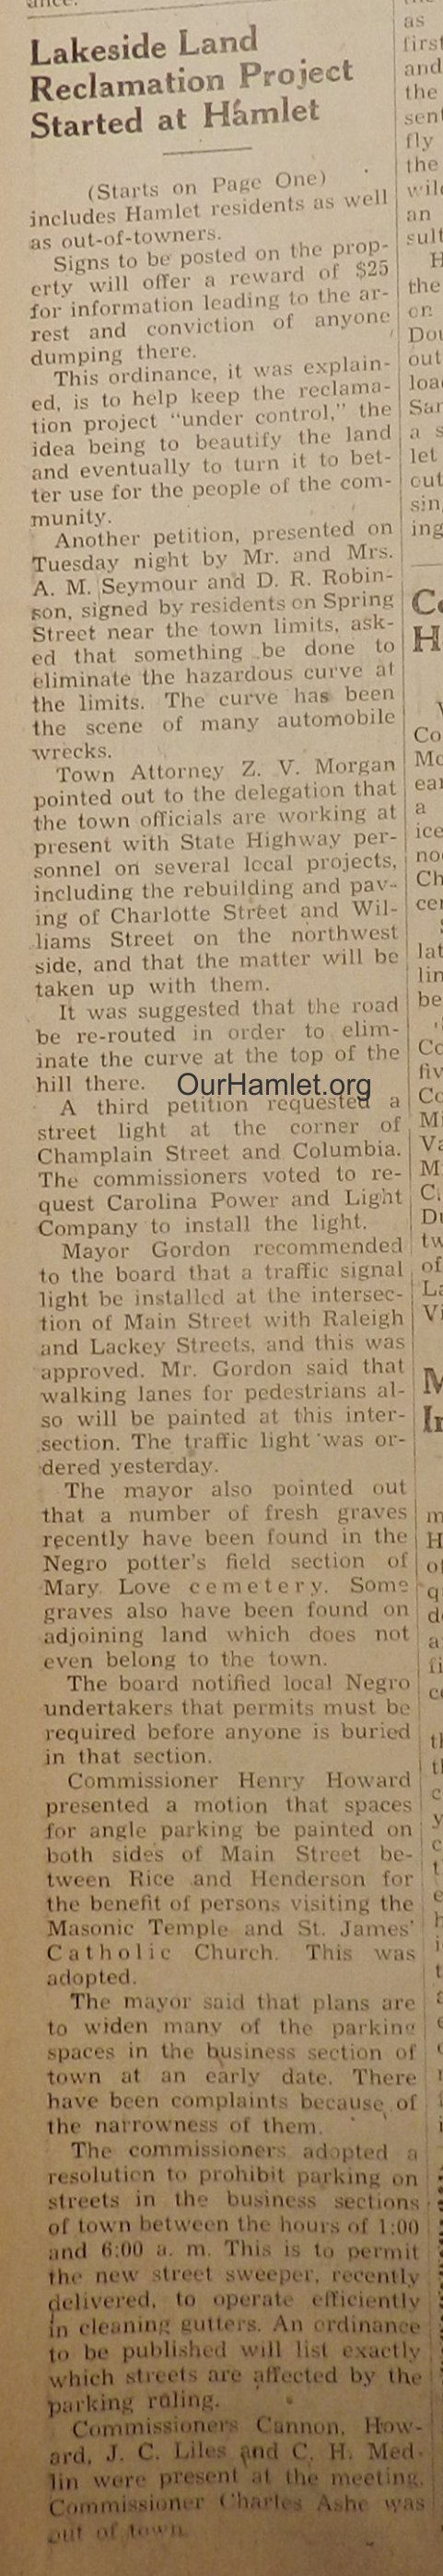 ance.
Lakeside Land
Reclamation Project
Started at Hamlet
(Starts on Page One)
includes Hamlet residents as well
as out-of-towners.
Signs to be posted on the prop-
erty will offer a reward of $25
for information leading to the ar-
rest and conviction of anyone
dumping there.
This ordinance, it was explain-
ed, is to help keep the reclama-
tion project "under control," the
idea being to beautify the land
and eventually to turn it to bet-
ter use for the people of the com-
munity.
Another petition, presented on
Tuesday night by Mr. and Mrs.
A. M. Seymour and D. R. Robin-
son, signed by residents on Spring
Street near the town limits, ask-
ed that something be done to
eliminate the hazardous curve at
the limits. The curve has been
the scene of many automobile
wrecks.
Town Attorney Z. V. Morgan
pointed out to the delegation that
the town officials are working at
present with State Highway per-
sonnel on several local projects,
including the rebuilding and pav-
ing of Charlotte Street and Wil-
liams Street on the northwest
side, and that the matter will be
taken up with them.
It was suggested that the road
be re-routed in order to elim-
inate the curve at the top of the
hill there.
OurHamlet.org
A third petition requested a
street light at the corner of
Champlain Street and Columbia.
The commissioners voted to re-
quest Carolina Power and Light
Company to install the light.
Mayor Gordon recommended
to the board that a traffic signal
light be installed at the intersec-
tion of Main Street with Raleigh
and Lackey Streets, and this was
approved. Mr. Gordon said that
walking lanes for pedestrians al-
so will be painted at this inter-
section. The traffic light was or-
dered yesterday.
The mayor also pointed out
that a number of fresh graves
recently have been found in the
Negro potter's field section of
Mary Love cemetery. Some
graves also have been found on
adjoining land which does not
even belong to the town.
The board notified local Negro
undertakers that permits must be
required before anyone is buried
in that section.
Commissioner Henry Howard
presented a motion that spaces
for angle parking be painted on
both sides of Main Street be-
tween Rice and Henderson for
the benefit of persons visiting the
Masonic Temple and St. James'
Catholic Church. This was
adopted.
The mayor said that plans are
to widen many of the parking
spaces in the business section of
town at an early date. There
have been complaints because of
the narrowness of them.
The commissioners adopted a
resolution to prohibit parking on
streets in the business sections
of town between the hours of 1:00
and 6:00 a. m. This is to permit
the new street sweeper, recently
delivered, to operate efficiently
in cleaning gutters. An ordinance
to be published will list exactly
which streets are affected by the
parking ruling.
Commissioners Cannon, How-
ard, J. C. Liles and C. H. Med-
lin were present at the meeting.
Commissioner Charles Ashe was
out of town.